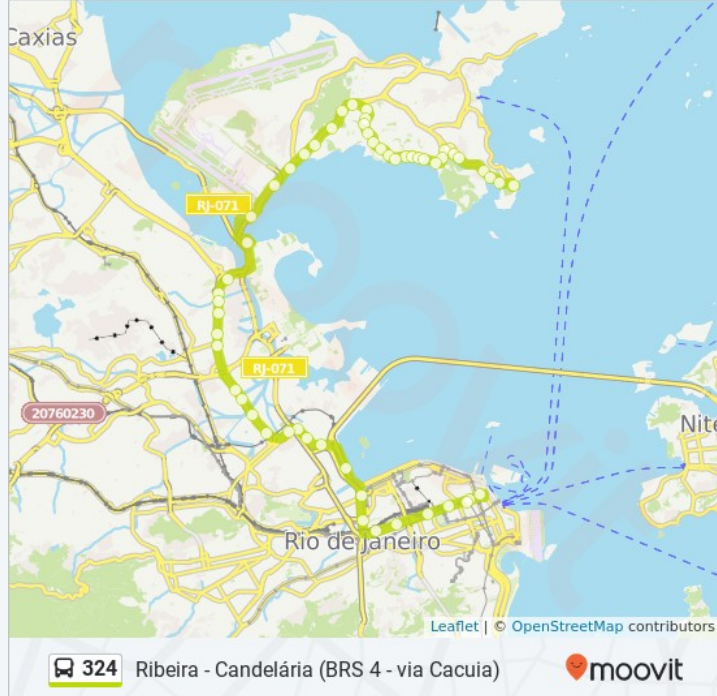 Caxias
RJ-071
RJ-071
20760230
Nite
Rio de Janeiro
Leaflet | © OpenStreetMap contributors
324 Ribeira - Candelária (BRS 4 - via Cacuia)
moovit